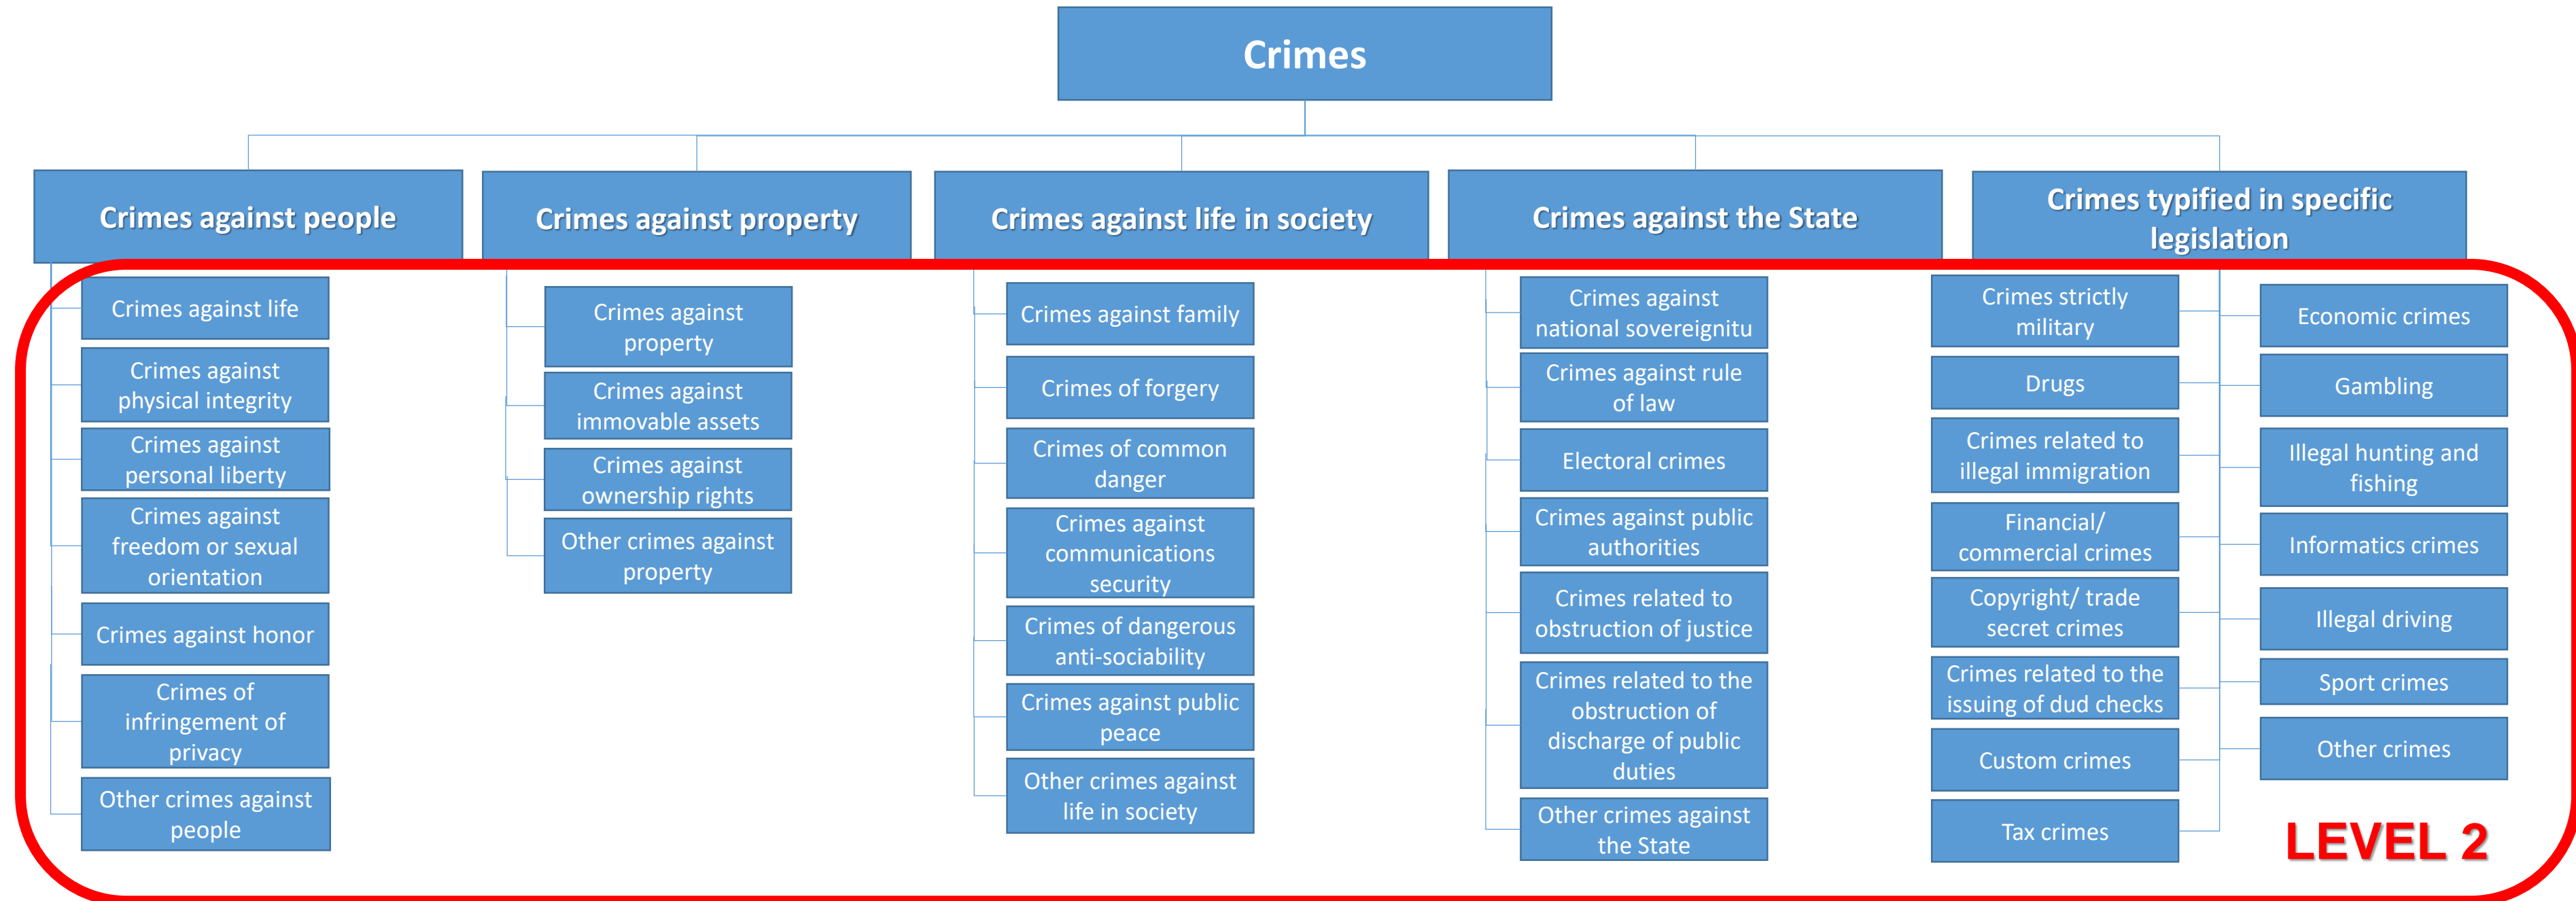 Crimes
Crimes against people
Crimes against life
Crimes against
physical integrity
Crimes against
personal liberty
Crimes against
freedom or sexual
orientation
Crimes against honor
Crimes of
infringement of
privacy
Other crimes against
people
Crimes against property
Crimes against
property
Crimes against
immovable assets
Crimes against
ownership rights
Other crimes against
property
Crimes against life in society
Crimes against family
Crimes of forgery
Crimes of common
danger
Crimes against
communications
security
Crimes of dangerous
anti-sociability
Crimes against public
peace
Other crimes against
life in society
Crimes against the State
Crimes against
national sovereignitu
Crimes against rule
of law
Electoral crimes
Crimes against public
authorities
Crimes related to
obstruction of justice
Crimes related to the
obstruction of
discharge of public
duties
Other crimes against
the State
Crimes typified in specific
legislation
Crimes strictly
military
Drugs
Crimes related to
illegal immigration
Financial/
commercial crimes
Copyright/ trade
secret crimes
Crimes related to the
issuing of dud checks
Custom crimes
Tax crimes
Economic crimes
Gambling
Illegal hunting and
fishing
Informatics crimes
Illegal driving
Sport crimes
Other crimes
LEVEL 2